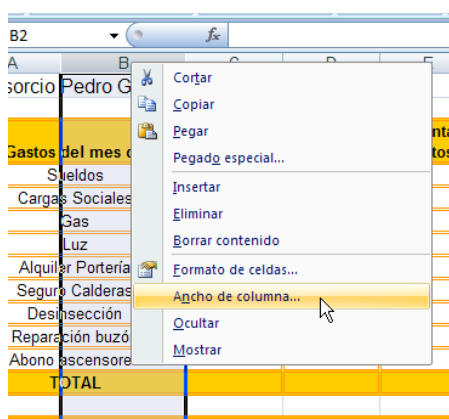 B2 fx
A B C D E
sorcio Pedro G
Cortar
Copiar
Pegar
Pegado especial...
Insertar
Eliminar
Borrar contenido
Formato de celdas...
Ancho de columna...
Ocultar
Mostrar
Gastos del mes
Sueldos
Cargas Sociales
Gas
Luz
Alquiler Portería
Seguro Calderas
Desinsección
Reparación buzó
Abono ascensore
TOTAL